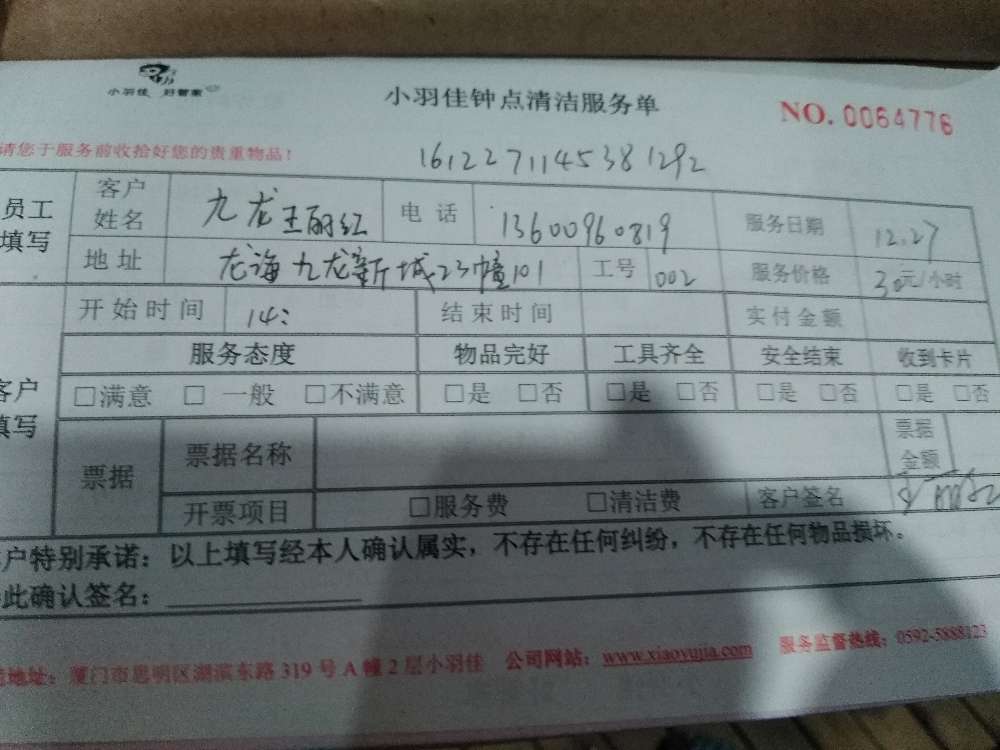 小羽佳 好管家
小羽佳钟点清洁服务单
NO. 0064776
请您于服务前收拾好您的贵重物品！
1612271145381292
员工填写 客户姓名 九龙王丽红 电话 13600960819 服务日期 12.27
地址 龙海九龙新城23幢101 工号 002 服务价格 30元/小时
开始时间 14: 结束时间 实付金额
客户填写 服务态度 物品完好 工具齐全 安全结束 收到卡片
□满意 □一般 □不满意 □是 □否 □是 □否 □是 □否 □是 □否
票据 票据名称 票据金额
开票项目 □服务费 □清洁费 客户签名
户特别承诺：以上填写经本人确认属实，不存在任何纠纷，不存在任何物品损坏。
此确认签名：
地址：厦门市思明区湖滨东路319号A幢2层小羽佳 公司网站：www.xiaoyujia.com 服务监督热线：0592-5888123